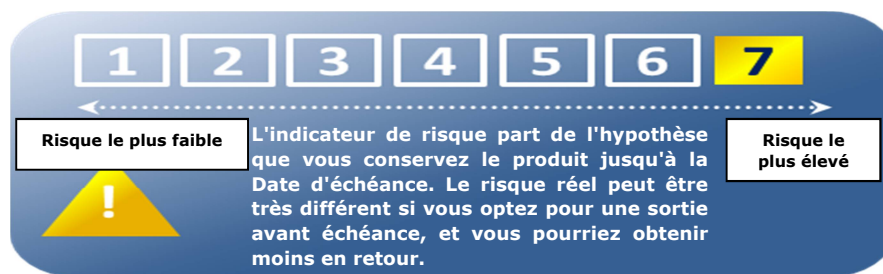 1 2 3 4 5 6 7
Risque le plus faible
L'indicateur de risque part de l'hypothèse
que vous conservez le produit jusqu'à la
Date d'échéance. Le risque réel peut être
très différent si vous optez pour une sortie
avant échéance, et vous pourriez obtenir
moins en retour.
Risque le
plus élevé
!